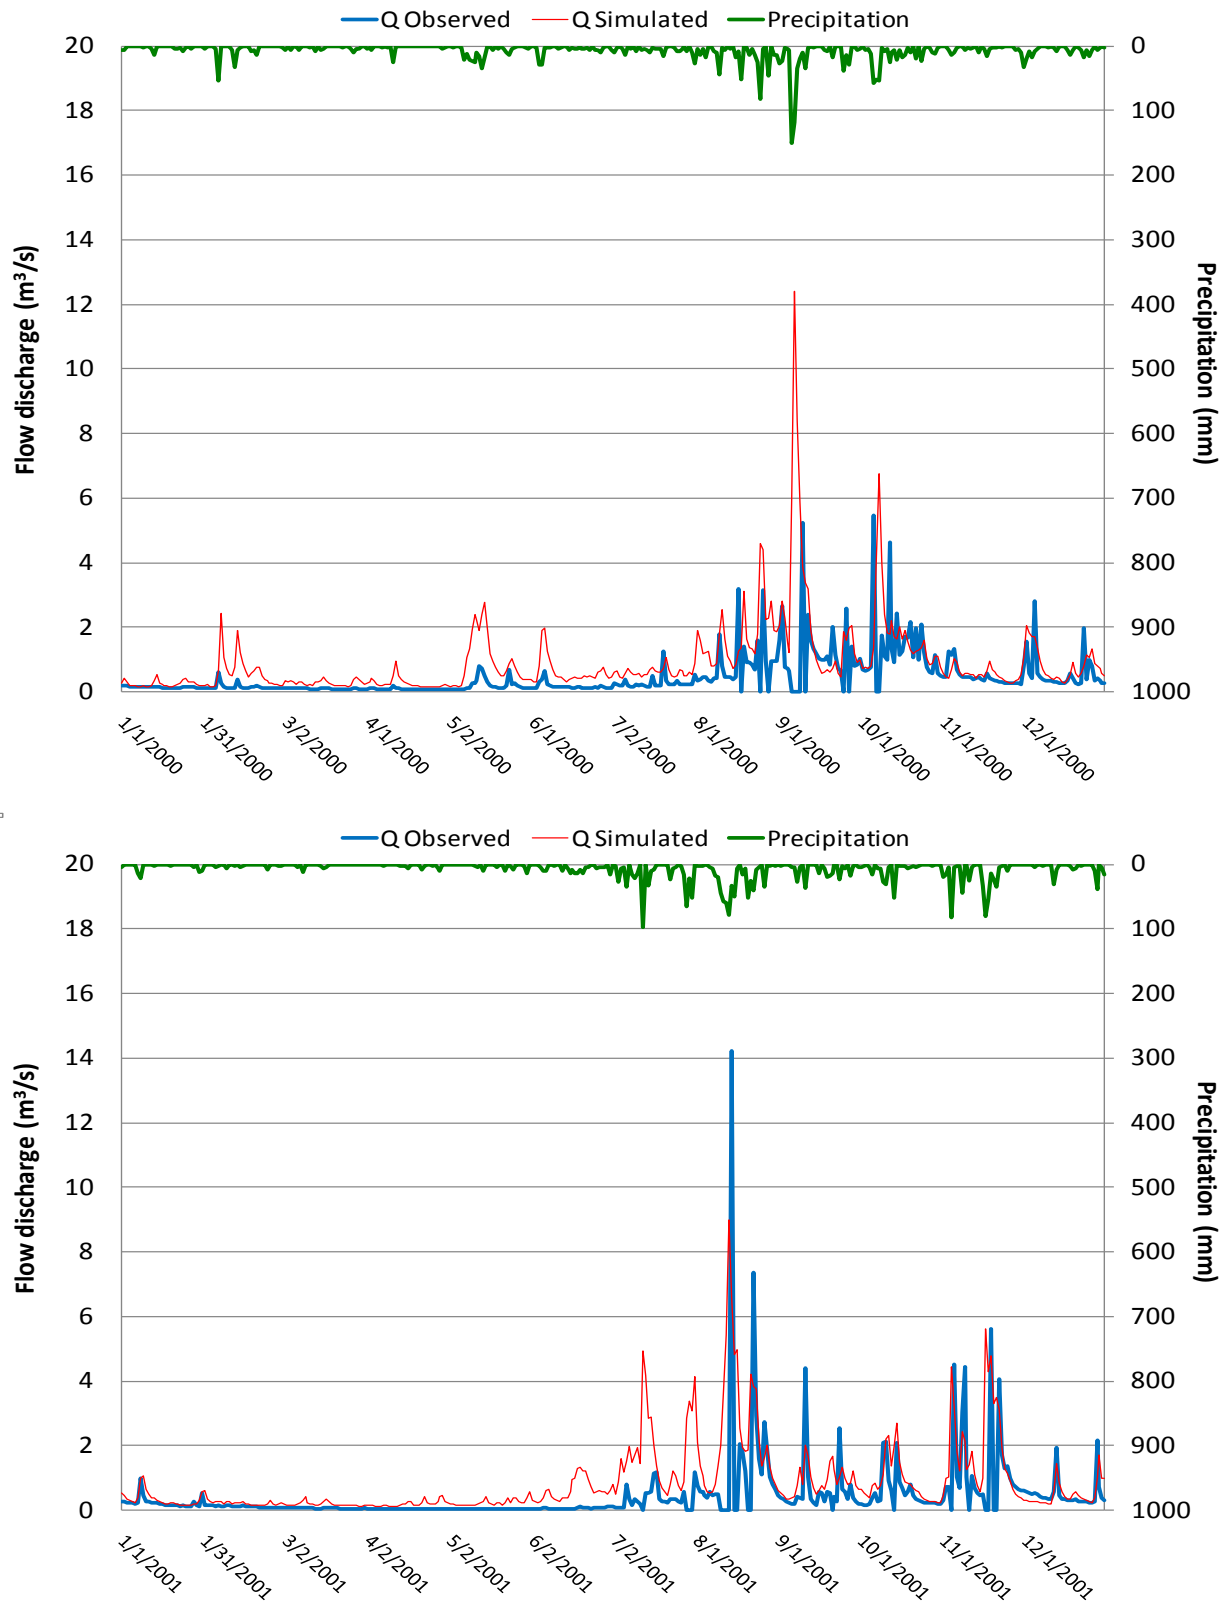 Q Observed Q Simulated Precipitation
20 0
18 100
16 200
14 300
12 400
10 500
8 600
6 700
4 800
2 900
0 1000
Flow discharge (m³/s)
Precipitation (mm)
1/1/2000 1/31/2000 3/2/2000 4/1/2000 5/2/2000 6/1/2000 7/2/2000 8/1/2000 9/1/2000 10/1/2000 11/1/2000 12/1/2000
Q Observed Q Simulated Precipitation
20 0
18 100
16 200
14 300
12 400
10 500
8 600
6 700
4 800
2 900
0 1000
Flow discharge (m³/s)
Precipitation (mm)
1/1/2001 1/31/2001 3/2/2001 4/2/2001 5/2/2001 6/2/2001 7/2/2001 8/1/2001 9/1/2001 10/1/2001 11/1/2001 12/1/2001